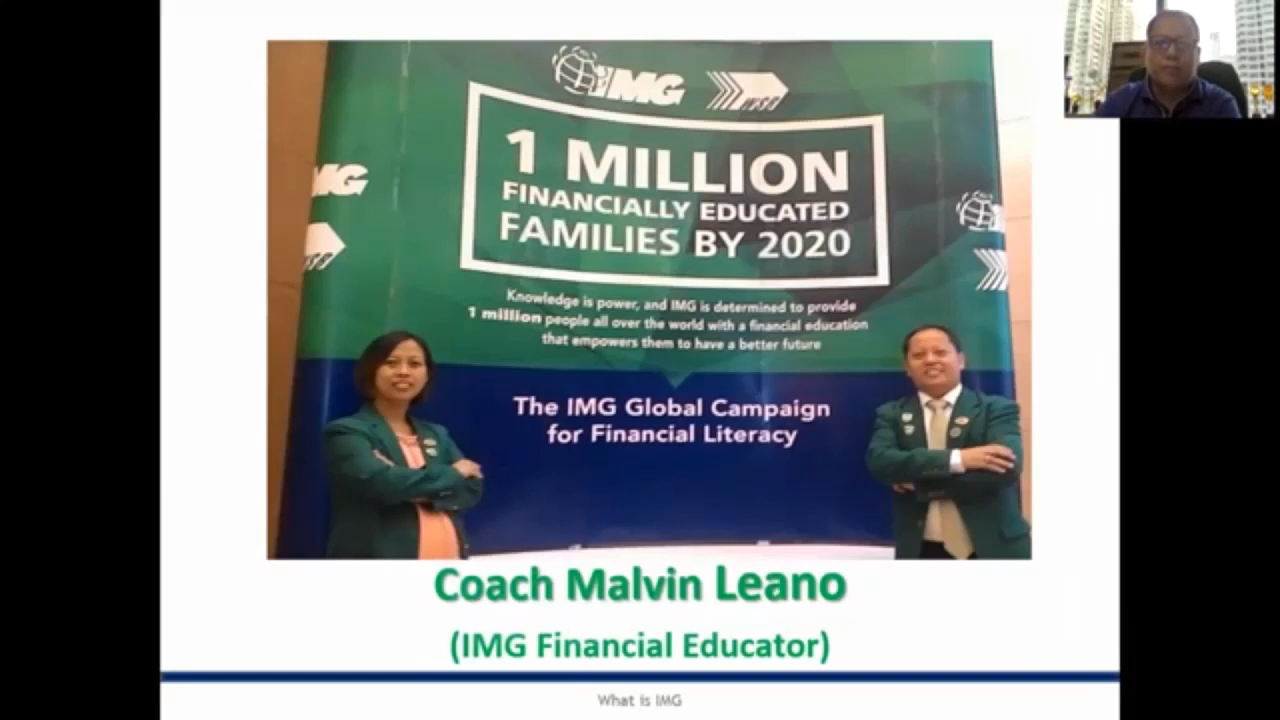 IMG
WSB
1 MILLION
FINANCIALLY EDUCATED
FAMILIES BY 2020
IMG
Knowledge is power, and IMG is determined to provide
1 million people all over the world with a financial education
that empowers them to have a better future
The IMG Global Campaign
for Financial Literacy
Coach Malvin Leano
(IMG Financial Educator)
What is IMG